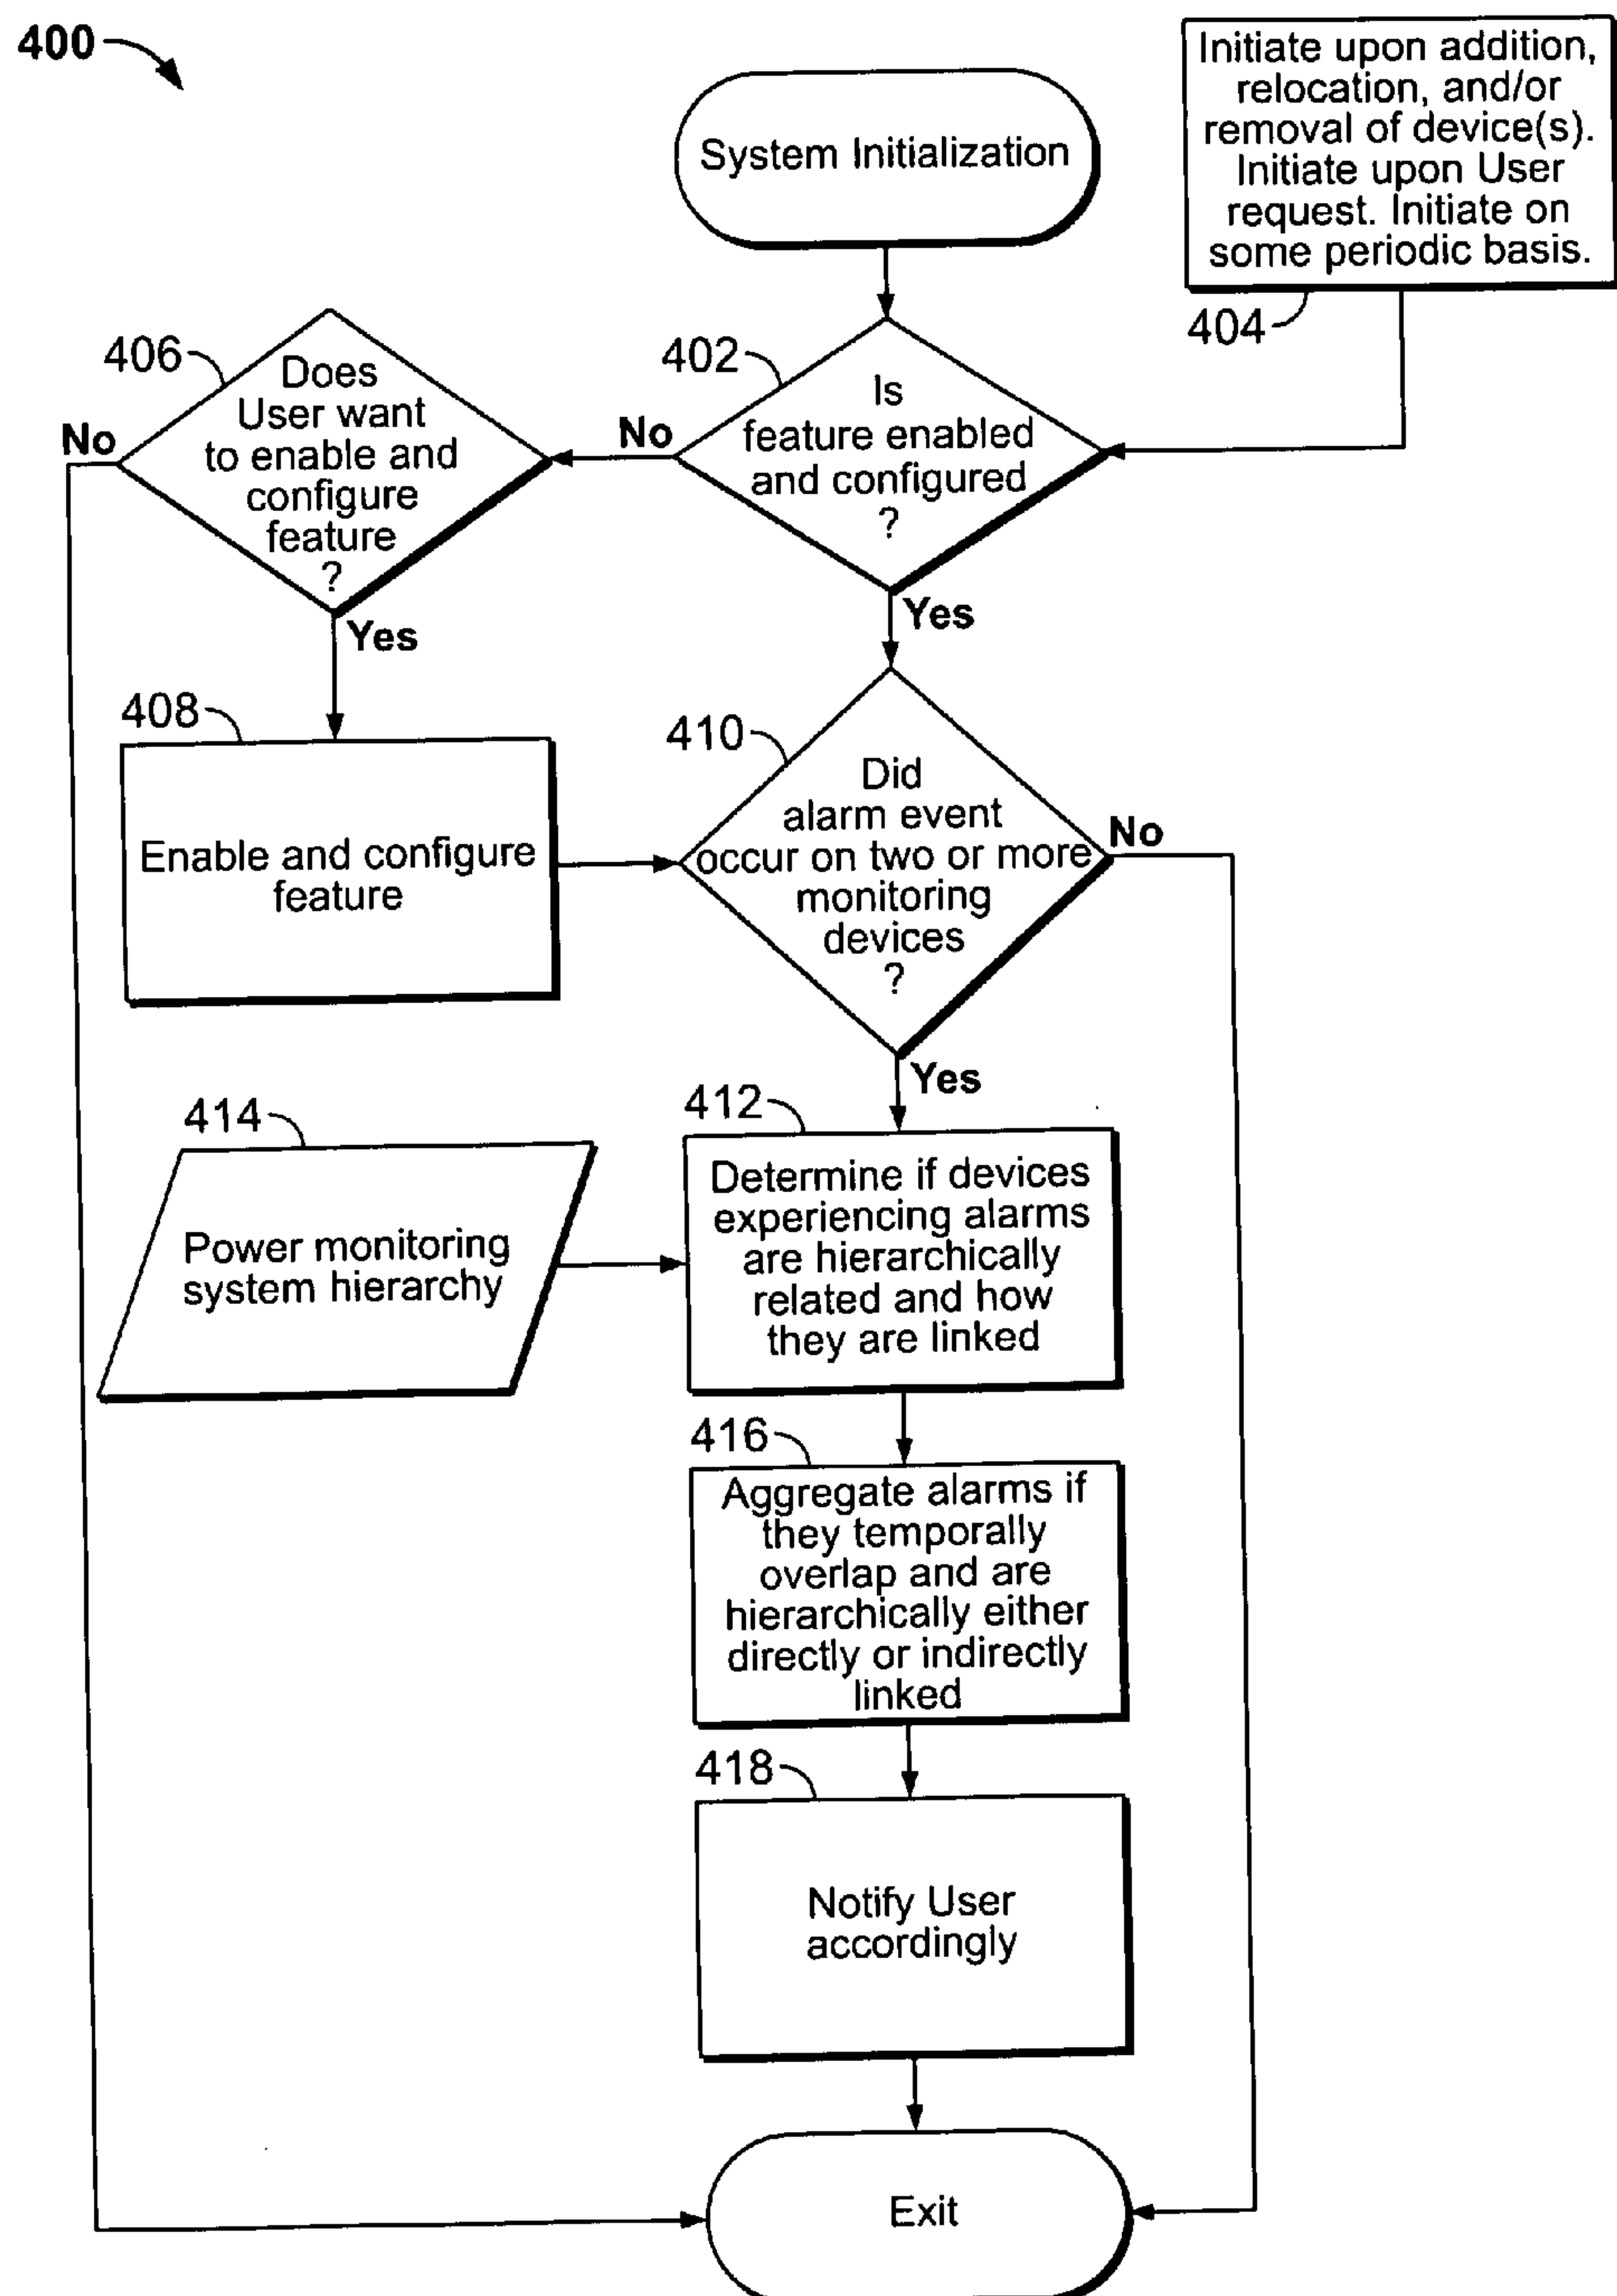 400
System Initialization
Initiate upon addition,
relocation, and/or
removal of device(s).
Initiate upon User
request. Initiate on
some periodic basis.
404
406
Does
User want
to enable and
configure
feature
?
No
Yes
402
Is
feature enabled
and configured
?
No
Yes
408
Enable and configure
feature
410
Did
alarm event
occur on two or more
monitoring
devices
?
No
Yes
414
Power monitoring
system hierarchy
412
Determine if devices
experiencing alarms
are hierarchically
related and how
they are linked
416
Aggregate alarms if
they temporally
overlap and are
hierarchically either
directly or indirectly
linked
418
Notify User
accordingly
Exit